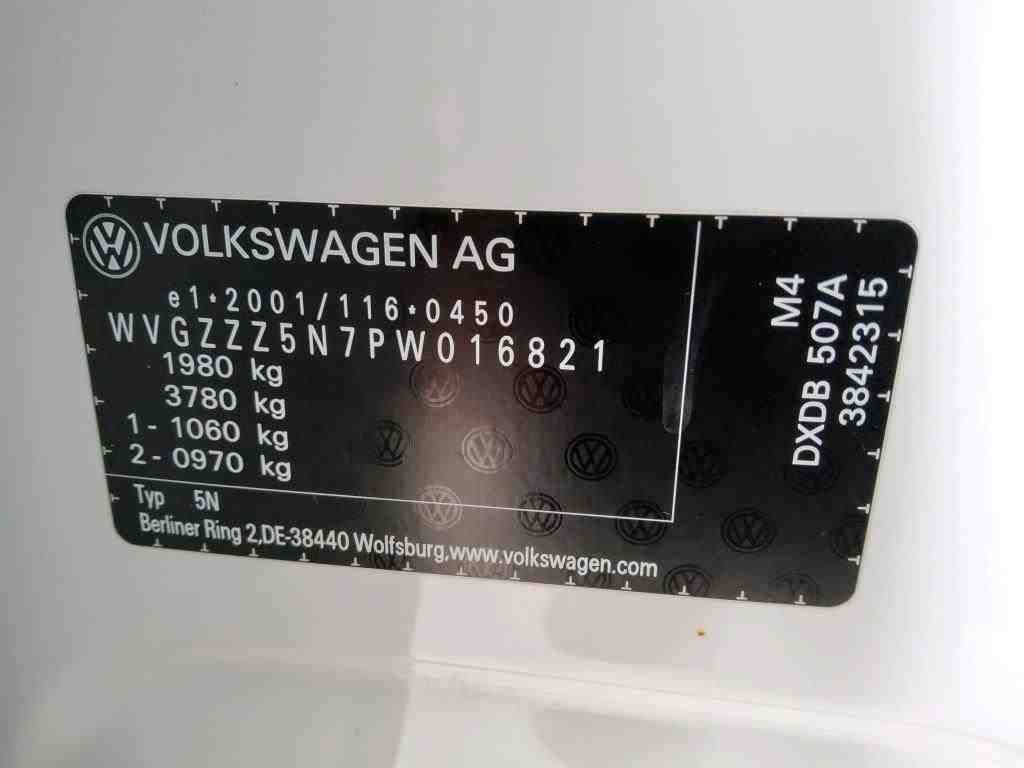 VOLKSWAGEN AG
e1*2001/116*0450
WVGZZZ5N7PW016821
1980 kg
3780 kg
1- 1060 kg
2- 0970 kg
Typ 5N
Berliner Ring 2,DE-38440 Wolfsburg,www.volkswagen.com
M4
DXDB 507A
3842315